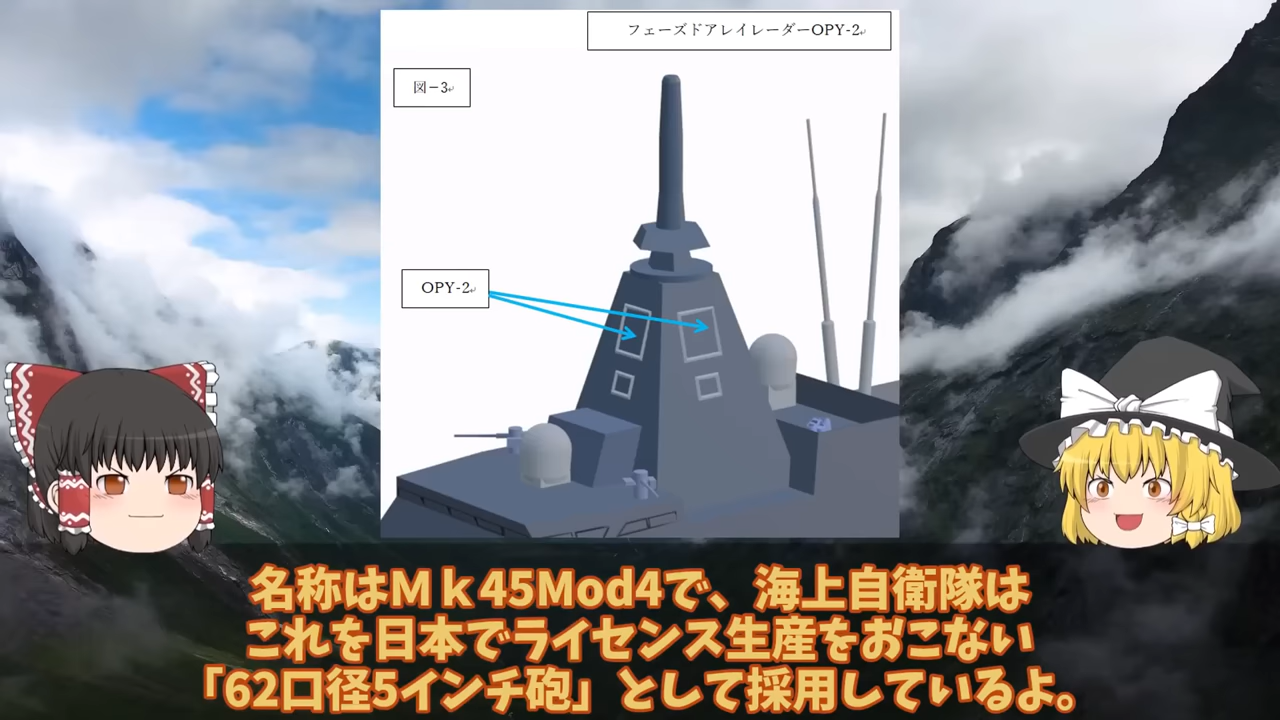 フェーズドアレイレーダーOPY-2
図－3
OPY-2
名称はＭｋ45Mod4で、海上自衛隊は
これを日本でライセンス生産をおこない
「62口径5インチ砲」として採用しているよ。